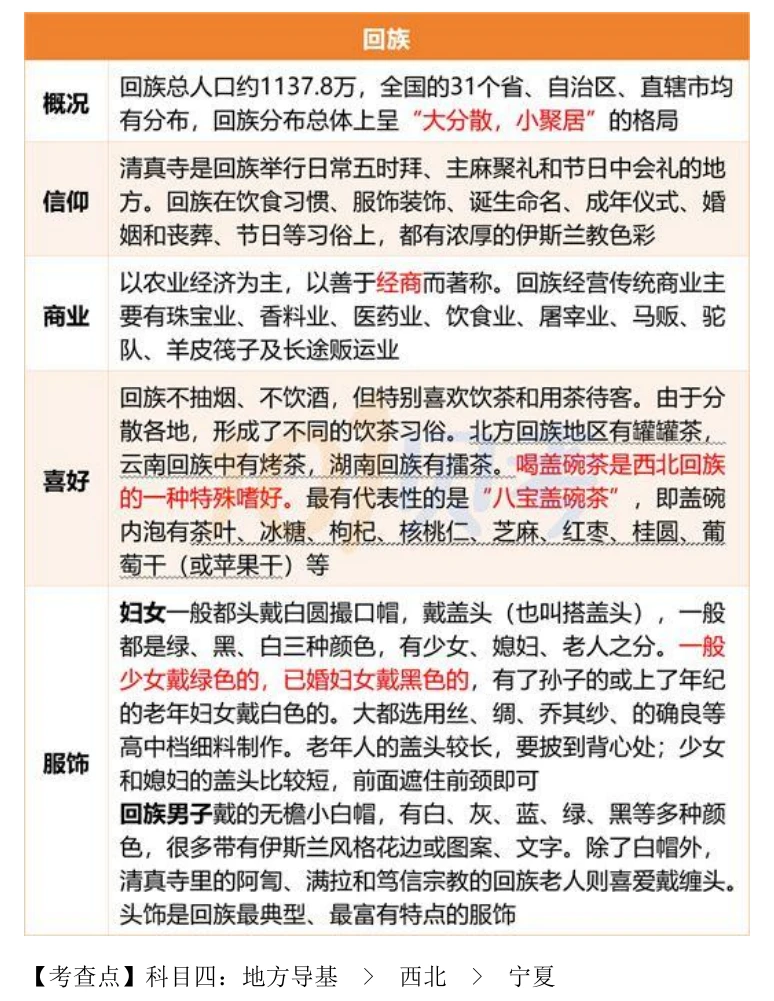 回族
概况
回族总人口约1137.8万，全国的31个省、自治区、直辖市均
有分布，回族分布总体上呈“大分散，小聚居”的格局
信仰
清真寺是回族举行日常五时拜、主麻聚礼和节日中会礼的地
方。回族在饮食习惯、服饰装饰、诞生命名、成年仪式、婚
姻和丧葬、节日等习俗上，都有浓厚的伊斯兰教色彩
商业
以农业经济为主，以善于经商而著称。回族经营传统商业主
要有珠宝业、香料业、医药业、饮食业、屠宰业、马贩、驼
队、羊皮筏子及长途贩运业
喜好
回族不抽烟、不饮酒，但特别喜欢饮茶和用茶待客。由于分
散各地，形成了不同的饮茶习俗。北方回族地区有罐罐茶，
云南回族中有烤茶，湖南回族有擂茶。喝盖碗茶是西北回族
的一种特殊嗜好。最有代表性的是“八宝盖碗茶”，即盖碗
内泡有茶叶、冰糖、枸杞、核桃仁、芝麻、红枣、桂圆、葡
萄干（或苹果干）等
服饰
妇女一般都头戴白圆撮口帽，戴盖头（也叫搭盖头），一般
都是绿、黑、白三种颜色，有少女、媳妇、老人之分。一般
少女戴绿色的，已婚妇女戴黑色的，有了孙子的或上了年纪
的老年妇女戴白色的。大都选用丝、绸、乔其纱、的确良等
高中档细料制作。老年人的盖头较长，要披到背心处；少女
和媳妇的盖头比较短，前面遮住前颈即可
回族男子戴的无檐小白帽，有白、灰、蓝、绿、黑等多种颜
色，很多带有伊斯兰风格花边或图案、文字。除了白帽外，
清真寺里的阿訇、满拉和笃信宗教的回族老人则喜爱戴缠头。
头饰是回族最典型、最富有特点的服饰
【考查点】科目四：地方导基 > 西北 > 宁夏